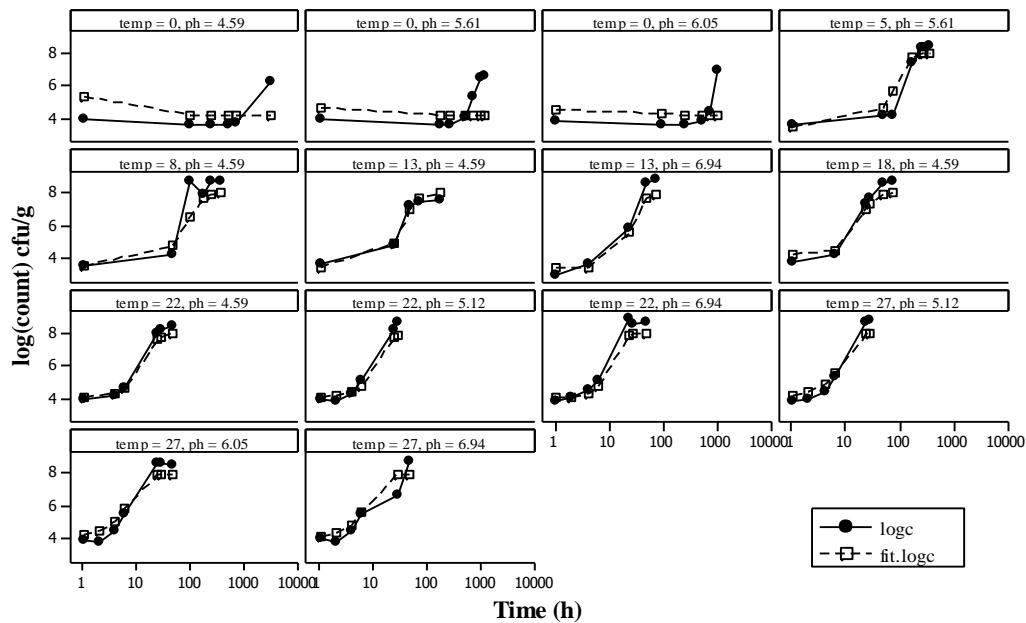 temp = 0, ph = 4.59
temp = 0, ph = 5.61
temp = 0, ph = 6.05
temp = 5, ph = 5.61
8
6
4
temp = 8, ph = 4.59
temp = 13, ph = 4.59
temp = 13, ph = 6.94
temp = 18, ph = 4.59
8
6
4
log(count) cfu/g
temp = 22, ph = 4.59
temp = 22, ph = 5.12
temp = 22, ph = 6.94
temp = 27, ph = 5.12
8
6
4
1 10 100 1000 10000
1 10 100 1000 10000
temp = 27, ph = 6.05
temp = 27, ph = 6.94
8
6
4
1 10 100 1000 10000
1 10 100 1000 10000
logc
fit.logc
Time (h)